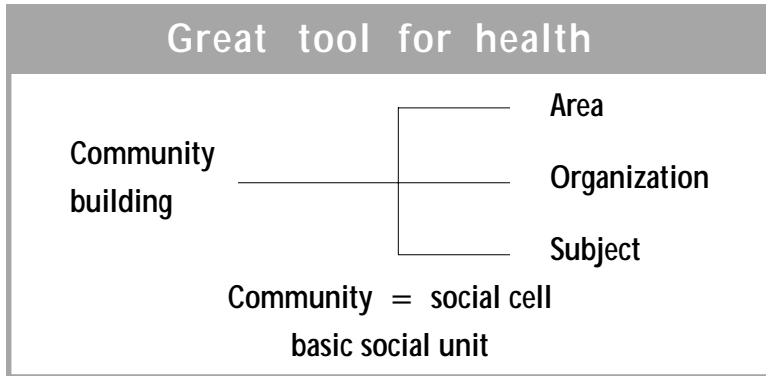 Great tool for health
Community
building
Area
Organization
Subject
Community = social cell
basic social unit